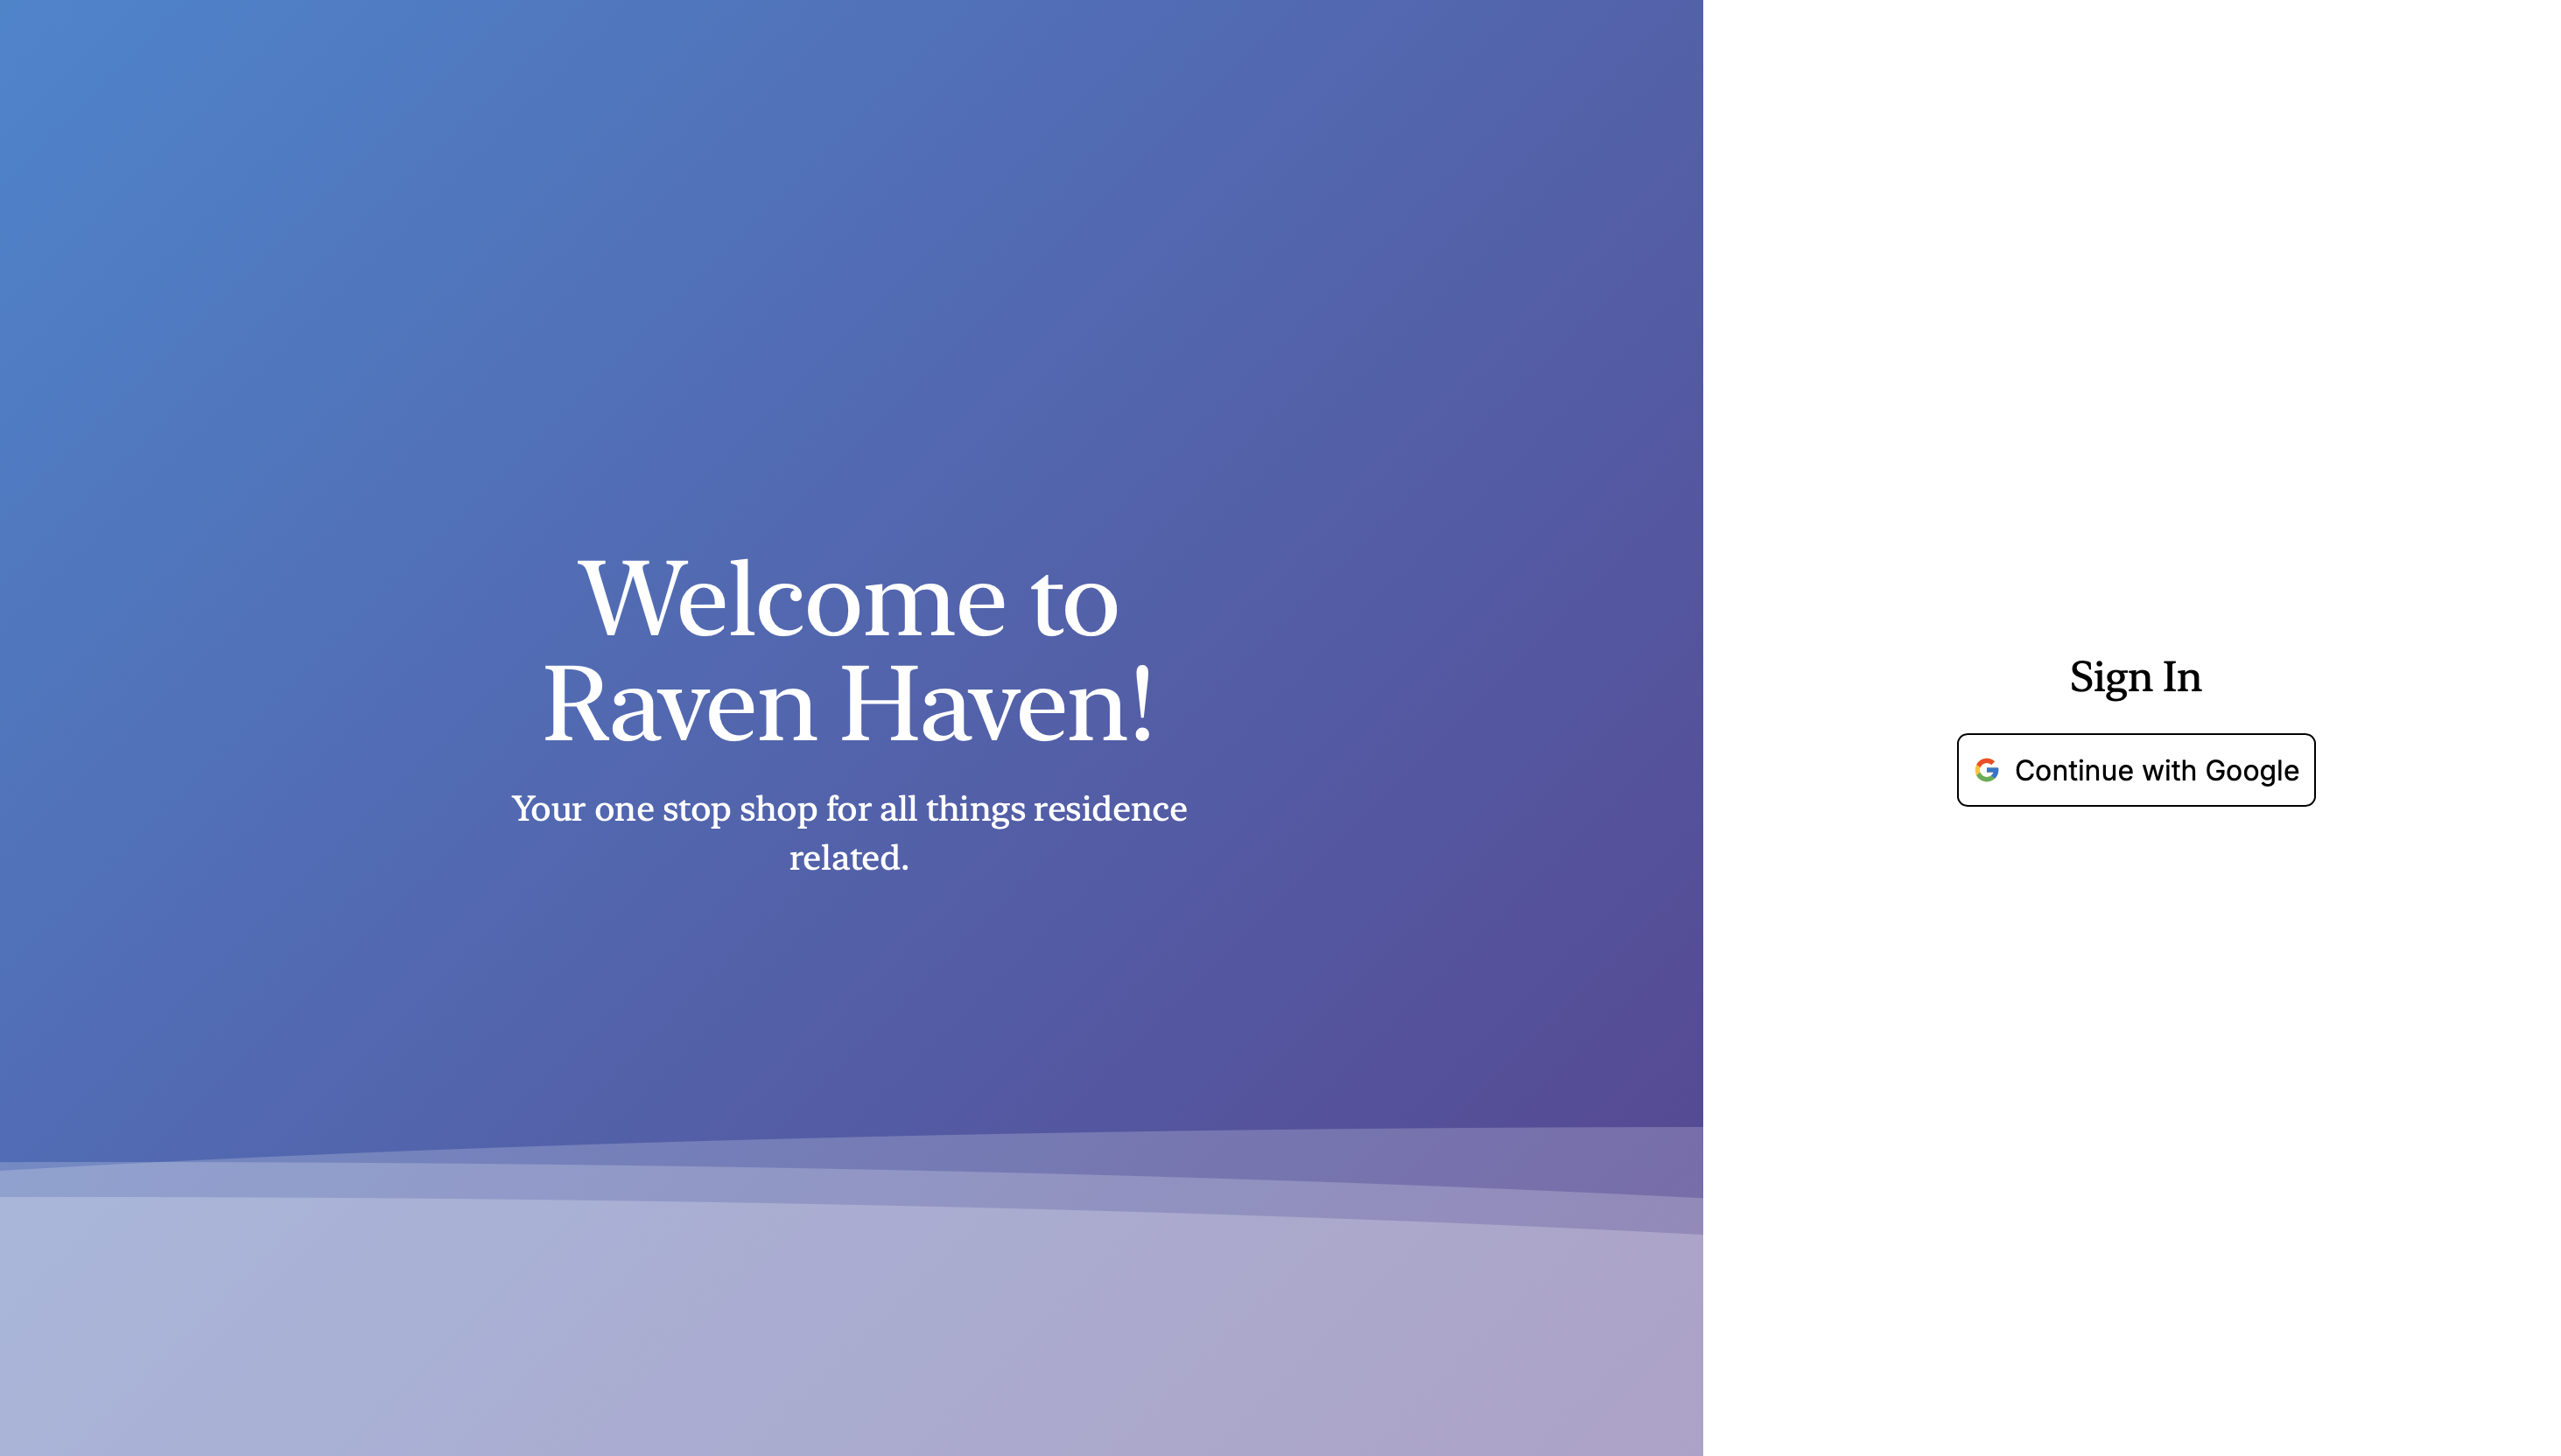 Welcome to
Raven Haven!
Your one stop shop for all things residence
related.
Sign In
Continue with Google